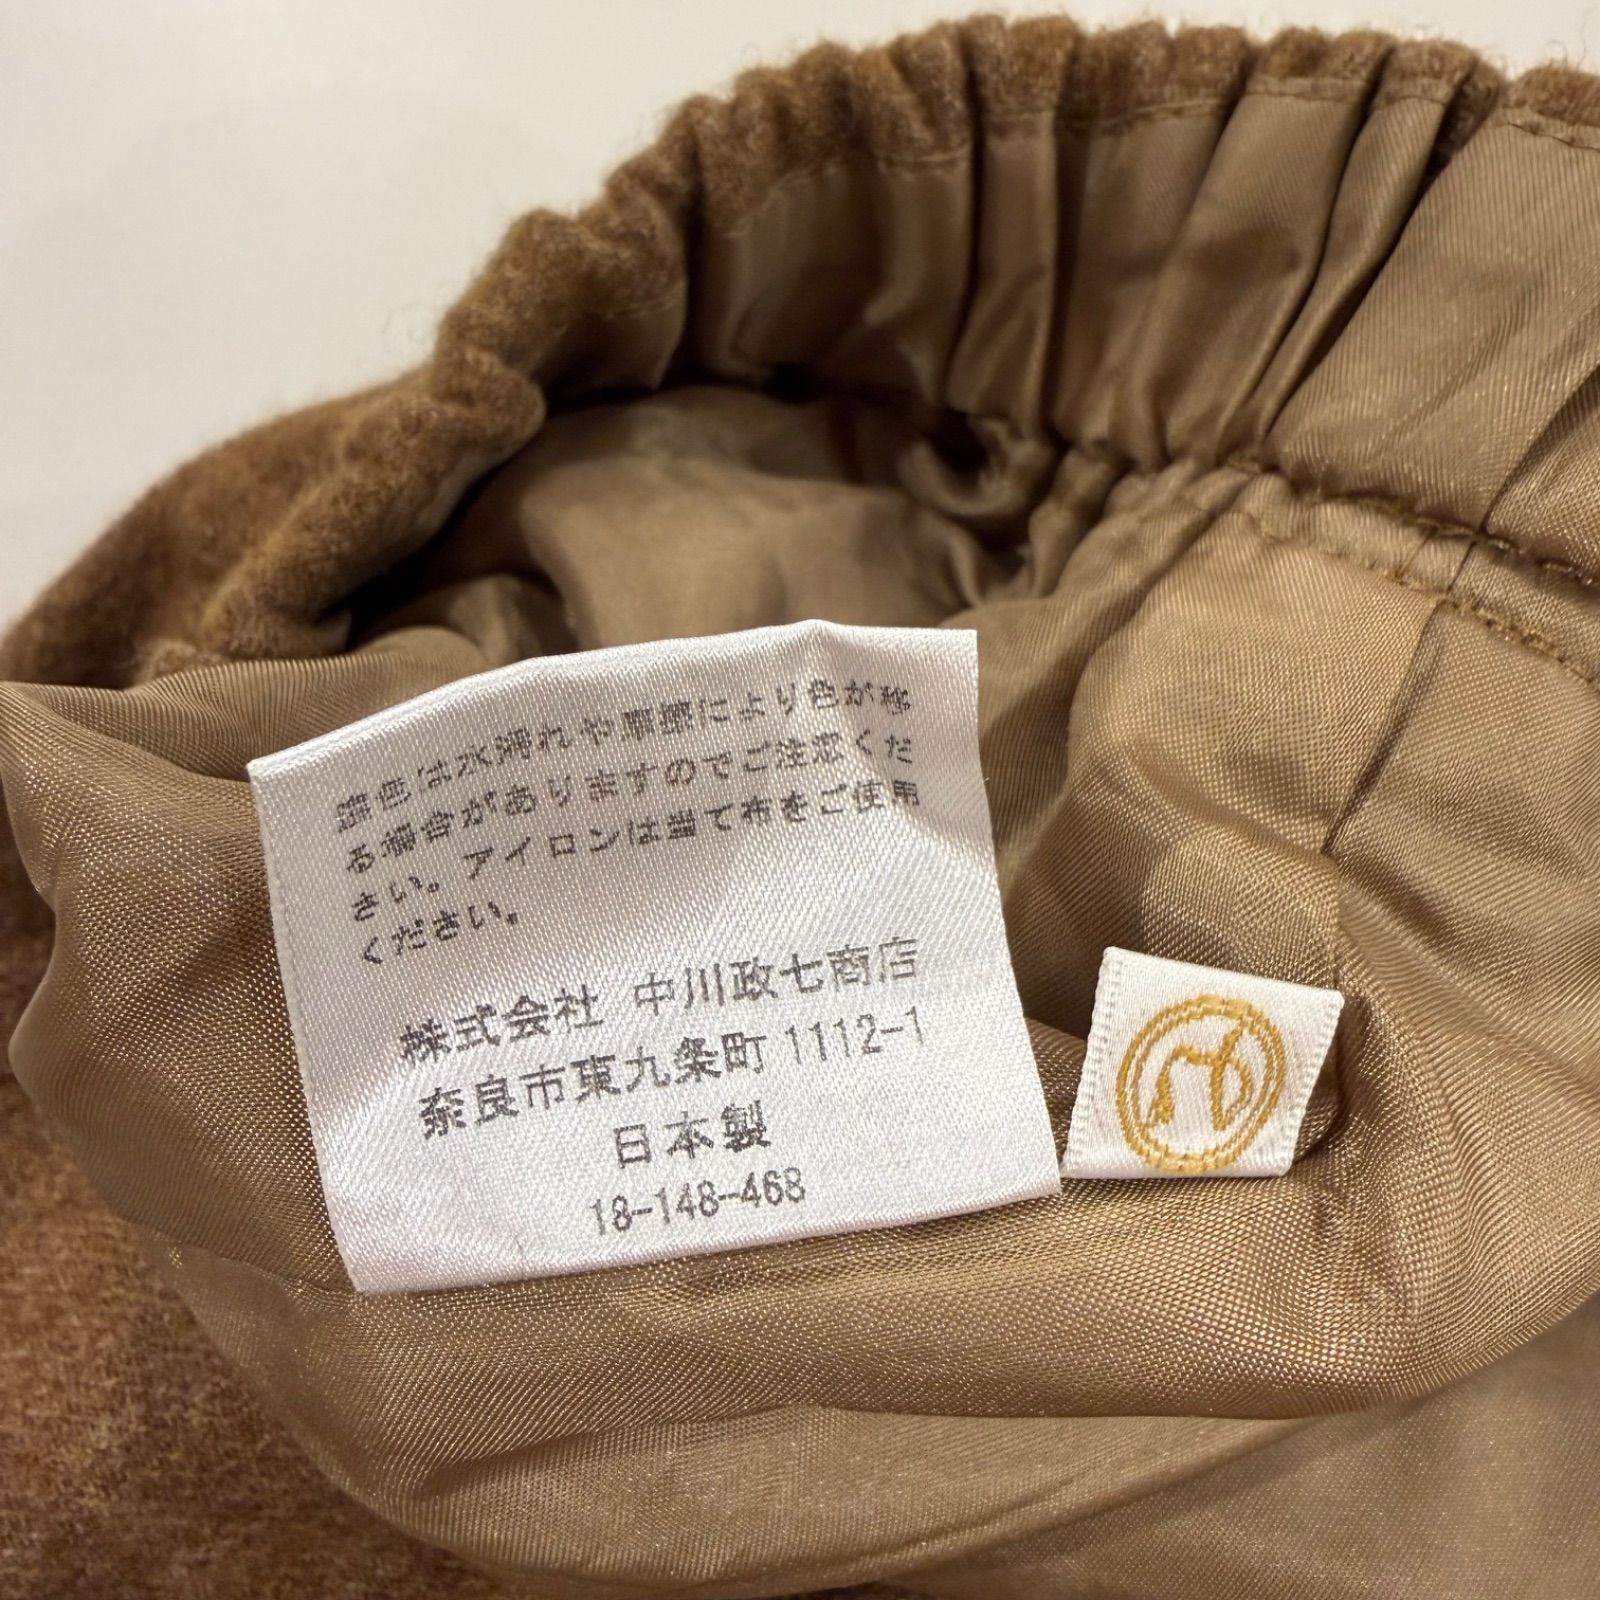 濃色は水濡れや摩擦により色が移
る場合がありますのでご注意くだ
さい。アイロンは当て布をご使用
ください。
株式会社 中川政七商店
奈良市東九条町 1112-1
日本製
18-148-468